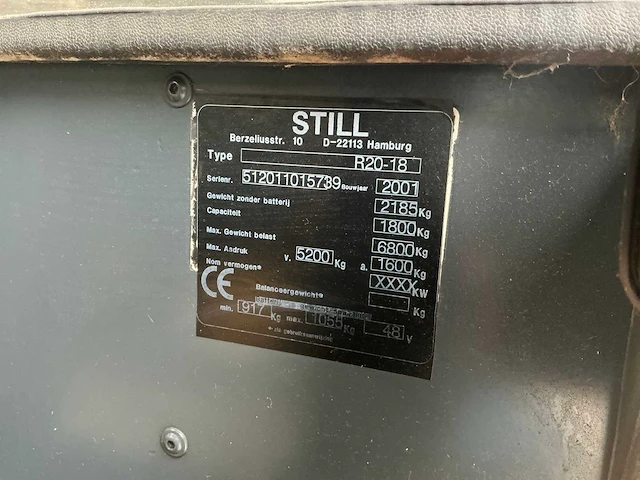 STILL
Berzeliusstr. 10 D-22113 Hamburg
Type R20-18
Serienr. 512011015739 Bouwjaar 2001
Gewicht zonder batterij 2185 Kg
Capaciteit 1800 Kg
Max. Gewicht belast 6800 Kg
Max. Andruk v. 5200 Kg a. 1600 Kg
Nom vermogen* XXXX KW
CE Balanceergewicht* Kg
min. 917 Kg max. 1055 Kg 48 V